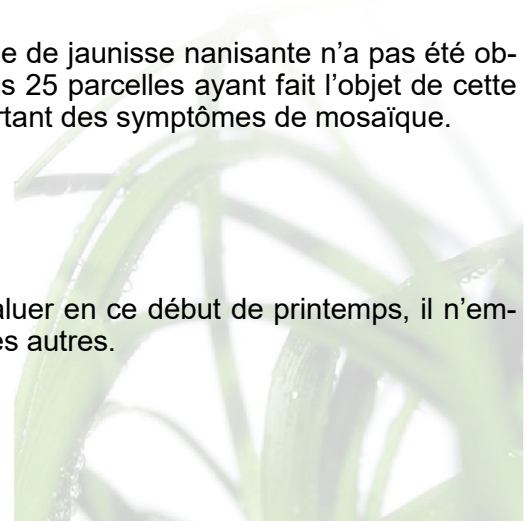 e de jaunisse nanisante n’a pas été ob-
s 25 parcelles ayant fait l’objet de cette
rtant des symptômes de mosaïque.
aluer en ce début de printemps, il n’em-
es autres.